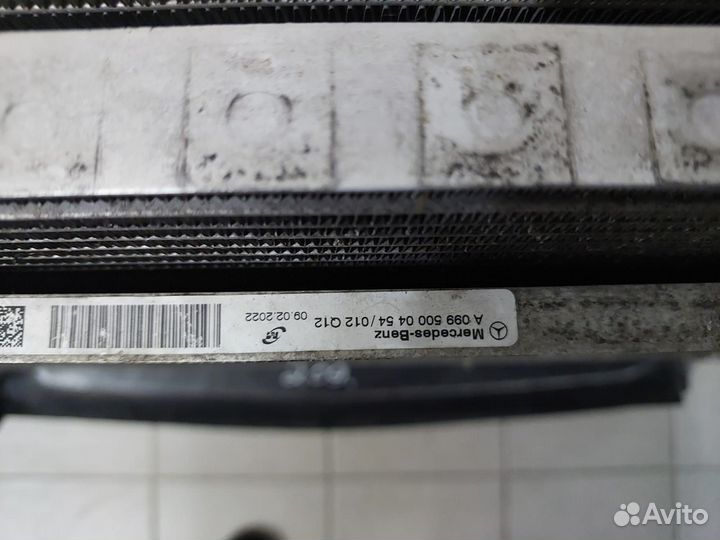 Mercedes-Benz
A 099 500 04 54 / 012 Q12
09.02.2022
Avito